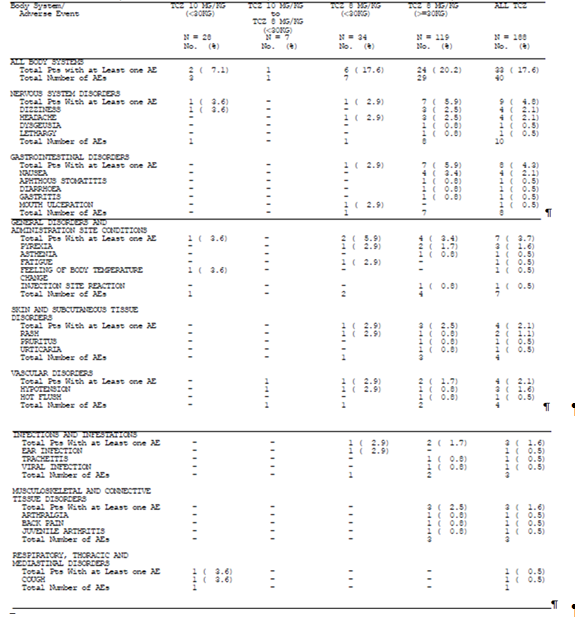 Body System/ TCZ 10 MG/KG TCZ 10 MG/KG TCZ 8 MG/KG TCZ 8 MG/KG ALL TCZ
Adverse Event (<30KG) to (<30KG) (>=30KG)
TCZ 8 MG/KG
(<30KG)
N = 28 N = 7 N = 34 N = 119 N = 188
No. (%) No. (%) No. (%) No. (%) No. (%)
ALL BODY SYSTEMS
Total Pts with at Least one AE 2 ( 7.1) 1 6 (17.6) 24 (20.2) 33 (17.6)
Total Number of AEs 3 1 7 29 40
NERVOUS SYSTEM DISORDERS
Total Pts With at Least one AE 1 ( 3.6) - 1 ( 2.9) 7 ( 5.9) 9 ( 4.8)
DIZZINESS 1 ( 3.6) - - 3 ( 2.5) 4 ( 2.1)
HEADACHE - - 1 ( 2.9) 3 ( 2.5) 4 ( 2.1)
DYSGEUSIA - - - 1 ( 0.8) 1 ( 0.5)
LETHARGY - - - 1 ( 0.8) 1 ( 0.5)
Total Number of AEs 1 - 1 8 10
GASTROINTESTINAL DISORDERS
Total Pts With at Least one AE - - 1 ( 2.9) 7 ( 5.9) 8 ( 4.3)
NAUSEA - - - 4 ( 3.4) 4 ( 2.1)
APHTHOUS STOMATITIS - - - 1 ( 0.8) 1 ( 0.5)
DIARRHOEA - - - 1 ( 0.8) 1 ( 0.5)
GASTRITIS - - - 1 ( 0.8) 1 ( 0.5)
MOUTH ULCERATION - - 1 ( 2.9) - 1 ( 0.5)
Total Number of AEs - - 1 7 8 ¶
GENERAL DISORDERS AND
ADMINISTRATION SITE CONDITIONS
Total Pts With at Least one AE 1 ( 3.6) - 2 ( 5.9) 4 ( 3.4) 7 ( 3.7)
PYREXIA - - 1 ( 2.9) 2 ( 1.7) 3 ( 1.6)
ASTHENIA - - - 1 ( 0.8) 1 ( 0.5)
FATIGUE - - 1 ( 2.9) - 1 ( 0.5)
FEELING OF BODY TEMPERATURE 1 ( 3.6) - - - 1 ( 0.5)
CHANGE
INJECTION SITE REACTION - - - 1 ( 0.8) 1 ( 0.5)
Total Number of AEs 1 - 2 4 7
SKIN AND SUBCUTANEOUS TISSUE
DISORDERS
Total Pts With at Least one AE - - 1 ( 2.9) 3 ( 2.5) 4 ( 2.1)
RASH - - 1 ( 2.9) 1 ( 0.8) 2 ( 1.1)
PRURITUS - - - 1 ( 0.8) 1 ( 0.5)
URTICARIA - - - 1 ( 0.8) 1 ( 0.5)
Total Number of AEs - - 1 3 4
VASCULAR DISORDERS
Total Pts With at Least one AE - 1 1 ( 2.9) 2 ( 1.7) 4 ( 2.1)
HYPOTENSION - 1 1 ( 2.9) 1 ( 0.8) 3 ( 1.6)
HOT FLUSH - - - 1 ( 0.8) 1 ( 0.5)
Total Number of AEs - 1 1 2 4 ¶
INFECTIONS AND INFESTATIONS
Total Pts With at Least one AE - - 1 ( 2.9) 2 ( 1.7) 3 ( 1.6)
EAR INFECTION - - 1 ( 2.9) - 1 ( 0.5)
TRACHEITIS - - - 1 ( 0.8) 1 ( 0.5)
VIRAL INFECTION - - - 1 ( 0.8) 1 ( 0.5)
Total Number of AEs - - 1 2 3
MUSCULOSKELETAL AND CONNECTIVE
TISSUE DISORDERS
Total Pts With at Least one AE - - - 3 ( 2.5) 3 ( 1.6)
ARTHRALGIA - - - 1 ( 0.8) 1 ( 0.5)
BACK PAIN - - - 1 ( 0.8) 1 ( 0.5)
JUVENILE ARTHRITIS - - - 1 ( 0.8) 1 ( 0.5)
Total Number of AEs - - - 3 3
RESPIRATORY, THORACIC AND
MEDIASTINAL DISORDERS
Total Pts With at Least one AE 1 ( 3.6) - - - 1 ( 0.5)
COUGH 1 ( 3.6) - - - 1 ( 0.5)
Total Number of AEs 1 - - - 1
¶